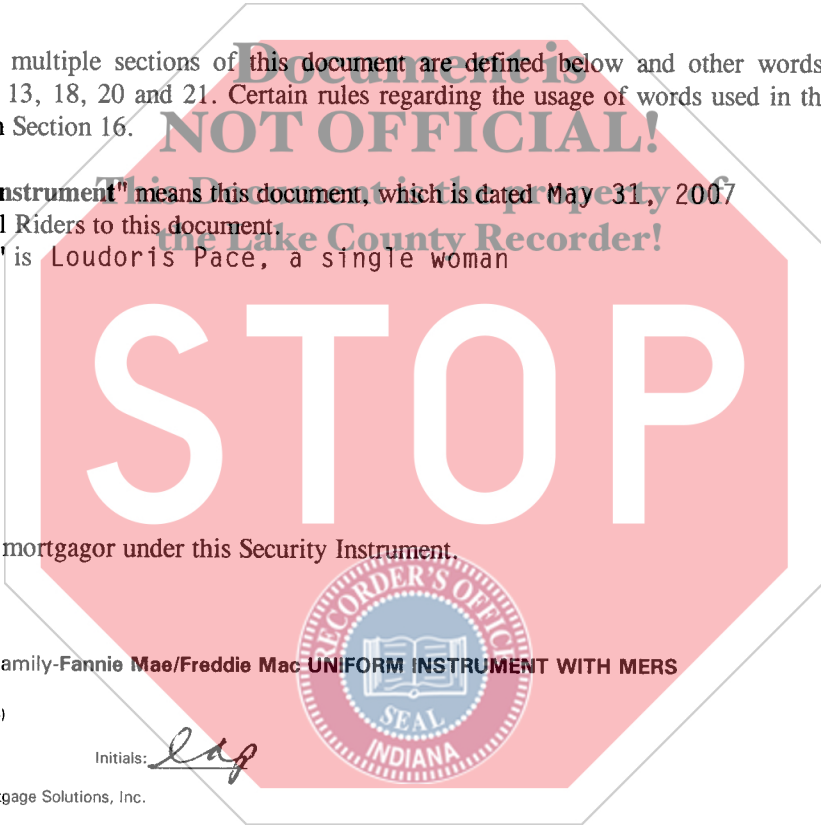 multiple sections of this document are defined below and other words
Document is
13, 18, 20 and 21. Certain rules regarding the usage of words used in th
n Section 16.
NOT OFFICIAL!
nstrument" means this document, which is dated May 31, 2007
This Document is the property of
l Riders to this document.
the Lake County Recorder!
" is Loudoris Pace, a single woman
STOP
mortgagor under this Security Instrument.
RECORDER'S OFFICE
SEAL
INDIANA
amily-Fannie Mae/Freddie Mac UNIFORM INSTRUMENT WITH MERS
)
Initials: lap
tgage Solutions, Inc.